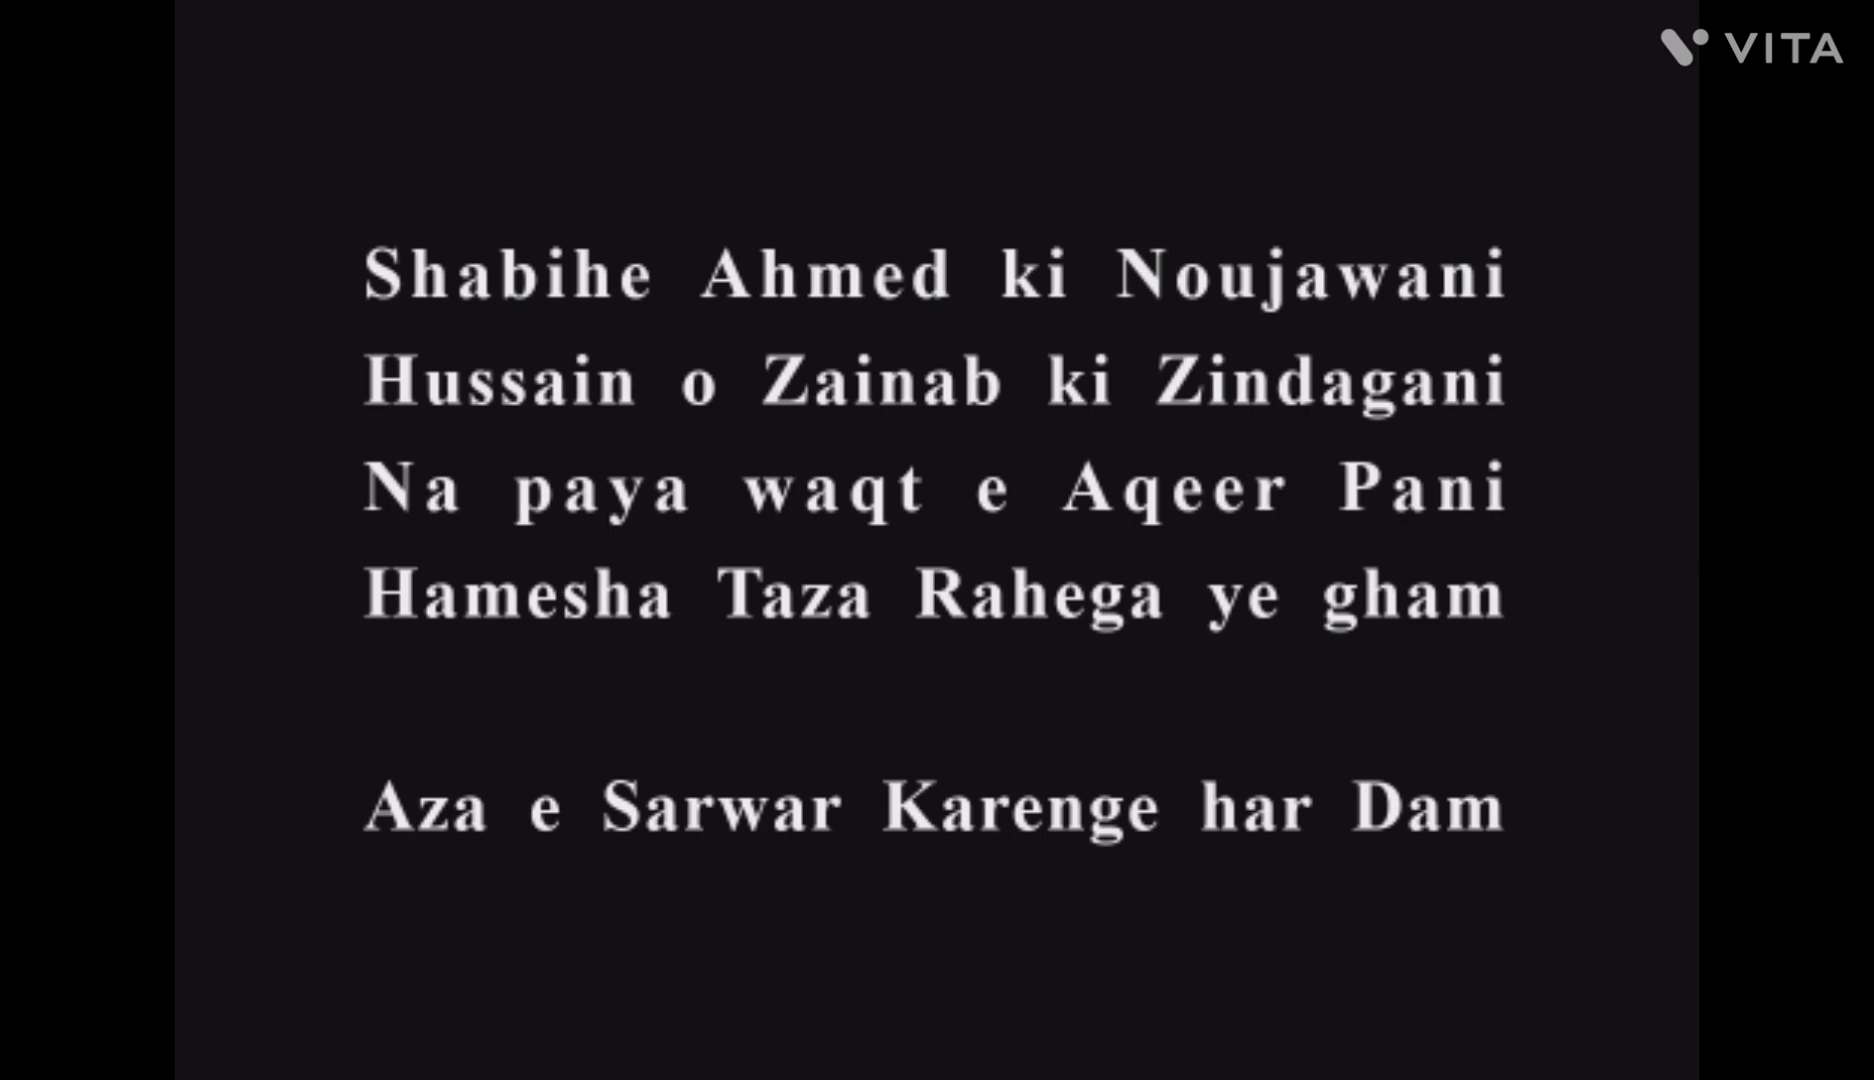 VITA
Shabihe Ahmed ki Noujawani
Hussain o Zainab ki Zindagani
Na paya waqt e Aqeer Pani
Hamesha Taza Rahega ye gham
Aza e Sarwar Karenge har Dam